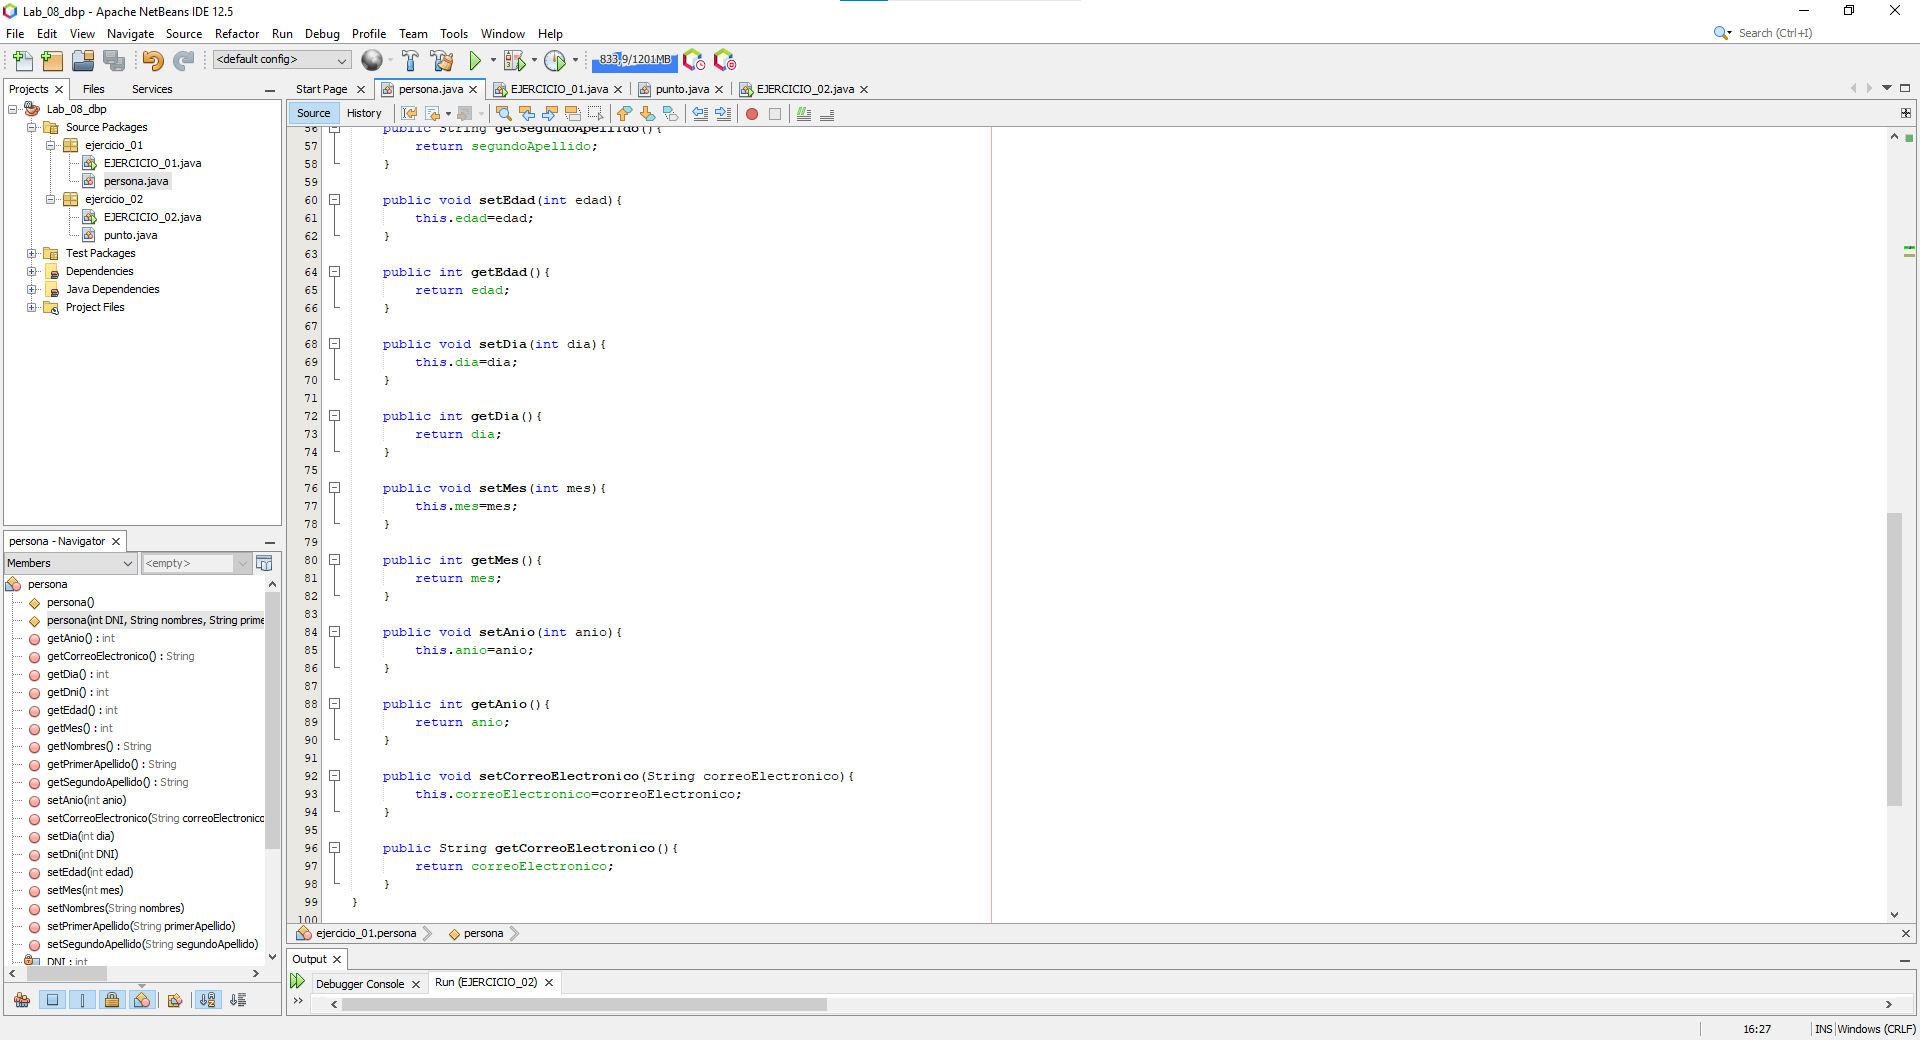 Lab_08_dbp - Apache NetBeans IDE 12.5
File Edit View Navigate Source Refactor Run Debug Profile Team Tools Window Help
Search (Ctrl+I)
<default config>
833,9/1201MB
Projects Files Services
Lab_08_dbp
Source Packages
ejercicio_01
EJERCICIO_01.java
persona.java
ejercicio_02
EJERCICIO_02.java
punto.java
Test Packages
Dependencies
Java Dependencies
Project Files
persona - Navigator
Members <empty>
persona
persona()
persona(int DNI, String nombres, String prime
getAnio() : int
getCorreoElectronico() : String
getDia() : int
getDni() : int
getEdad() : int
getMes() : int
getNombres() : String
getPrimerApellido() : String
getSegundoApellido() : String
setAnio(int anio)
setCorreoElectronico(String correoElectronico
setDia(int dia)
setDni(int DNI)
setEdad(int edad)
setMes(int mes)
setNombres(String nombres)
setPrimerApellido(String primerApellido)
setSegundoApellido(String segundoApellido)
DNI : int
Start Page persona.java EJERCICIO_01.java punto.java EJERCICIO_02.java
Source History
56 public String getSegundoApellido(){
57 return segundoApellido;
58 }
59
60 public void setEdad(int edad){
61 this.edad=edad;
62 }
63
64 public int getEdad(){
65 return edad;
66 }
67
68 public void setDia(int dia){
69 this.dia=dia;
70 }
71
72 public int getDia(){
73 return dia;
74 }
75
76 public void setMes(int mes){
77 this.mes=mes;
78 }
79
80 public int getMes(){
81 return mes;
82 }
83
84 public void setAnio(int anio){
85 this.anio=anio;
86 }
87
88 public int getAnio(){
89 return anio;
90 }
91
92 public void setCorreoElectronico(String correoElectronico){
93 this.correoElectronico=correoElectronico;
94 }
95
96 public String getCorreoElectronico(){
97 return correoElectronico;
98 }
99 }
100
ejercicio_01.persona persona
Output
Debugger Console Run (EJERCICIO_02)
16:27 INS Windows (CRLF)